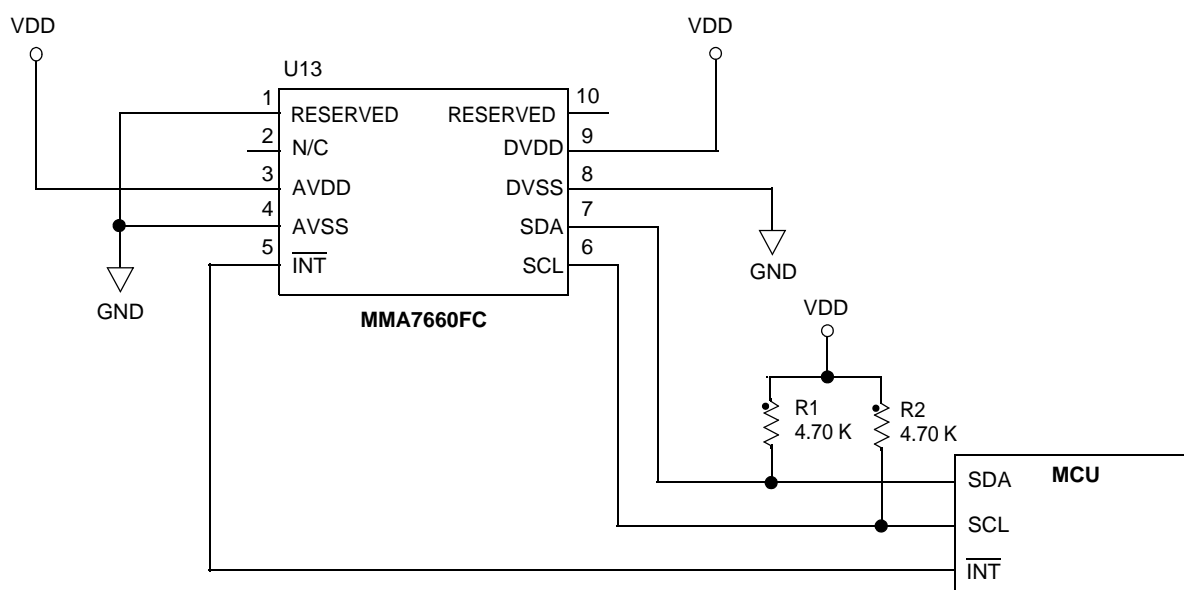 VDD
VDD
U13
1
RESERVED
RESERVED
10
2
N/C
DVDD
9
3
AVDD
DVSS
8
4
AVSS
SDA
7
5
INT
SCL
6
GND
MMA7660FC
GND
VDD
R1
4.70 K
R2
4.70 K
MCU
SDA
SCL
INT